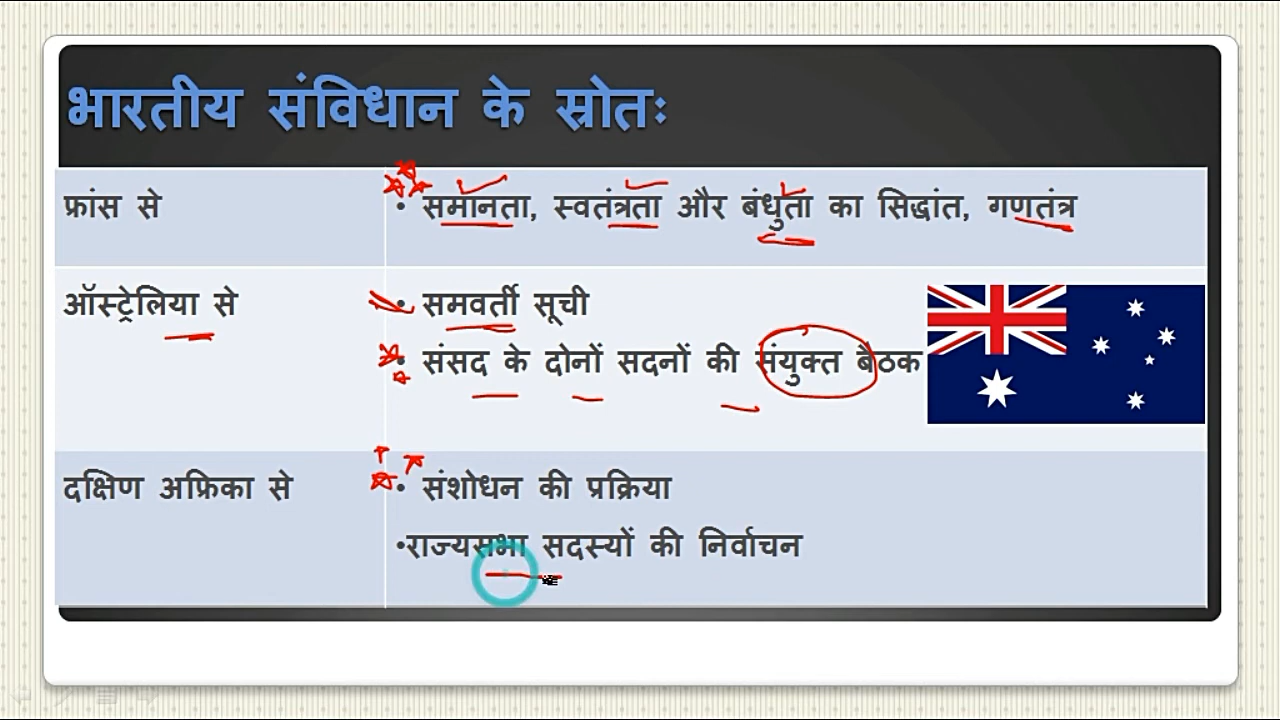 भारतीय संविधान के स्रोतः
फ्रांस से
• समानता, स्वतंत्रता और बंधुता का सिद्धांत, गणतंत्र
ऑस्ट्रेलिया से
• समवर्ती सूची
• संसद के दोनों सदनों की संयुक्त बैठक
दक्षिण अफ्रिका से
• संशोधन की प्रक्रिया
•राज्यसभा सदस्यों की निर्वाचन